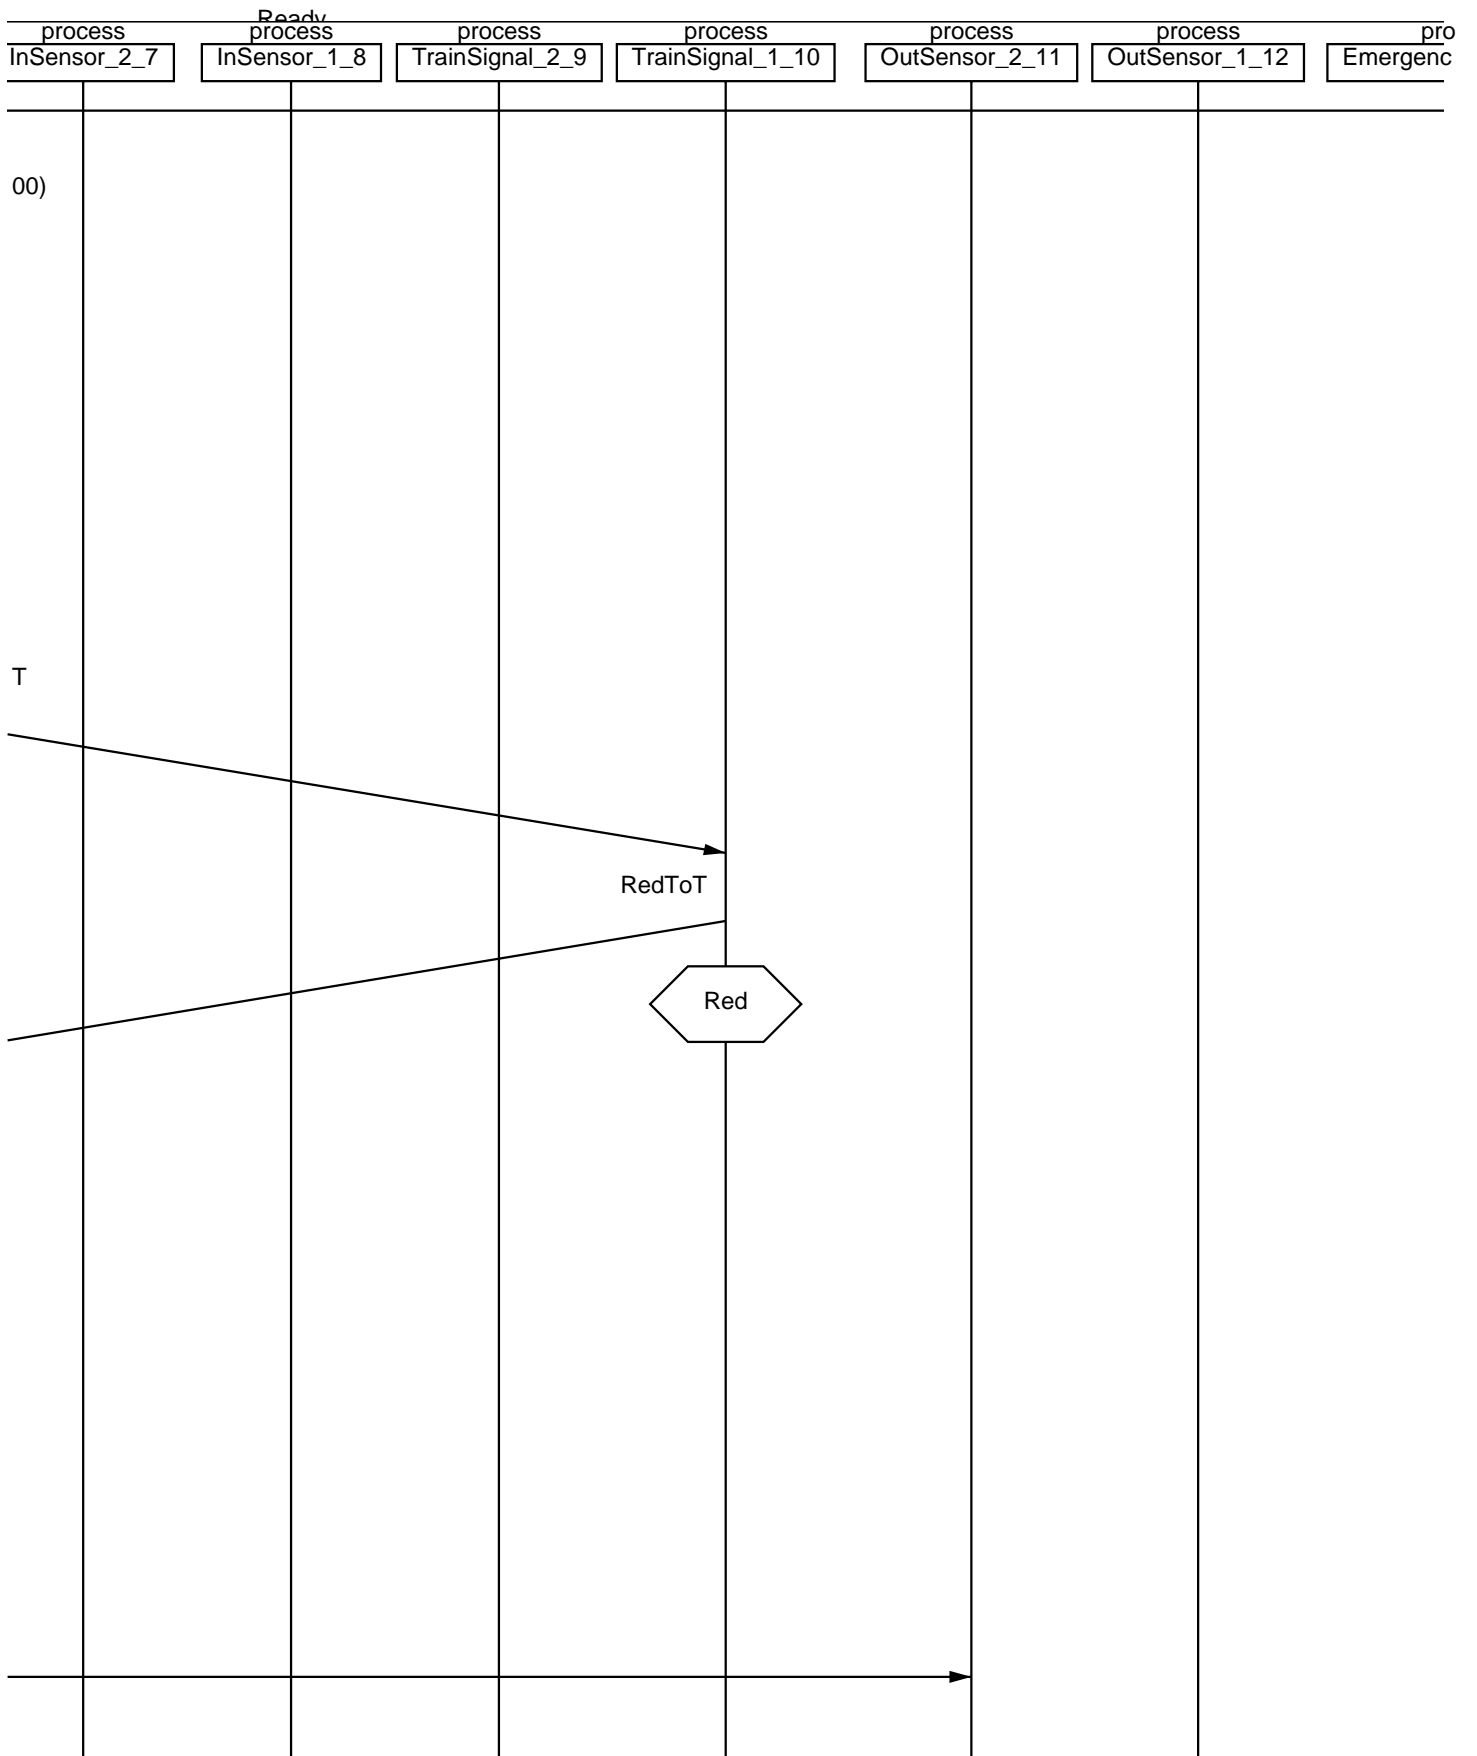 Ready
process process process process process process pro
InSensor_2_7 InSensor_1_8 TrainSignal_2_9 TrainSignal_1_10 OutSensor_2_11 OutSensor_1_12 Emergenc
00)
T
RedToT
Red